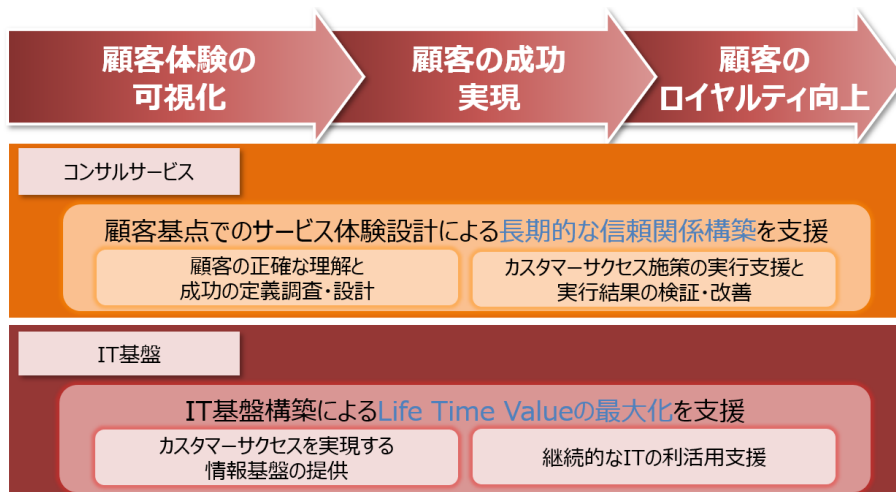 顧客体験の
可視化
顧客の成功
実現
顧客の
ロイヤルティ向上
コンサルサービス
顧客基点でのサービス体験設計による長期的な信頼関係構築を支援
顧客の正確な理解と
成功の定義調査・設計
カスタマーサクセス施策の実行支援と
実行結果の検証・改善
IT基盤
IT基盤構築によるLife Time Valueの最大化を支援
カスタマーサクセスを実現する
情報基盤の提供
継続的なITの利活用支援